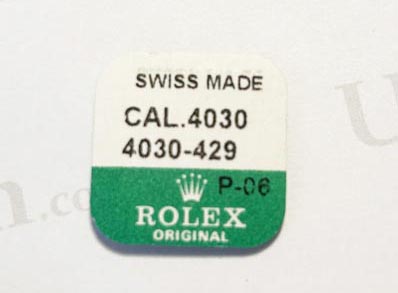 SWISS MADE
CAL.4030
4030-429
P-06
ROLEX
ORIGINAL